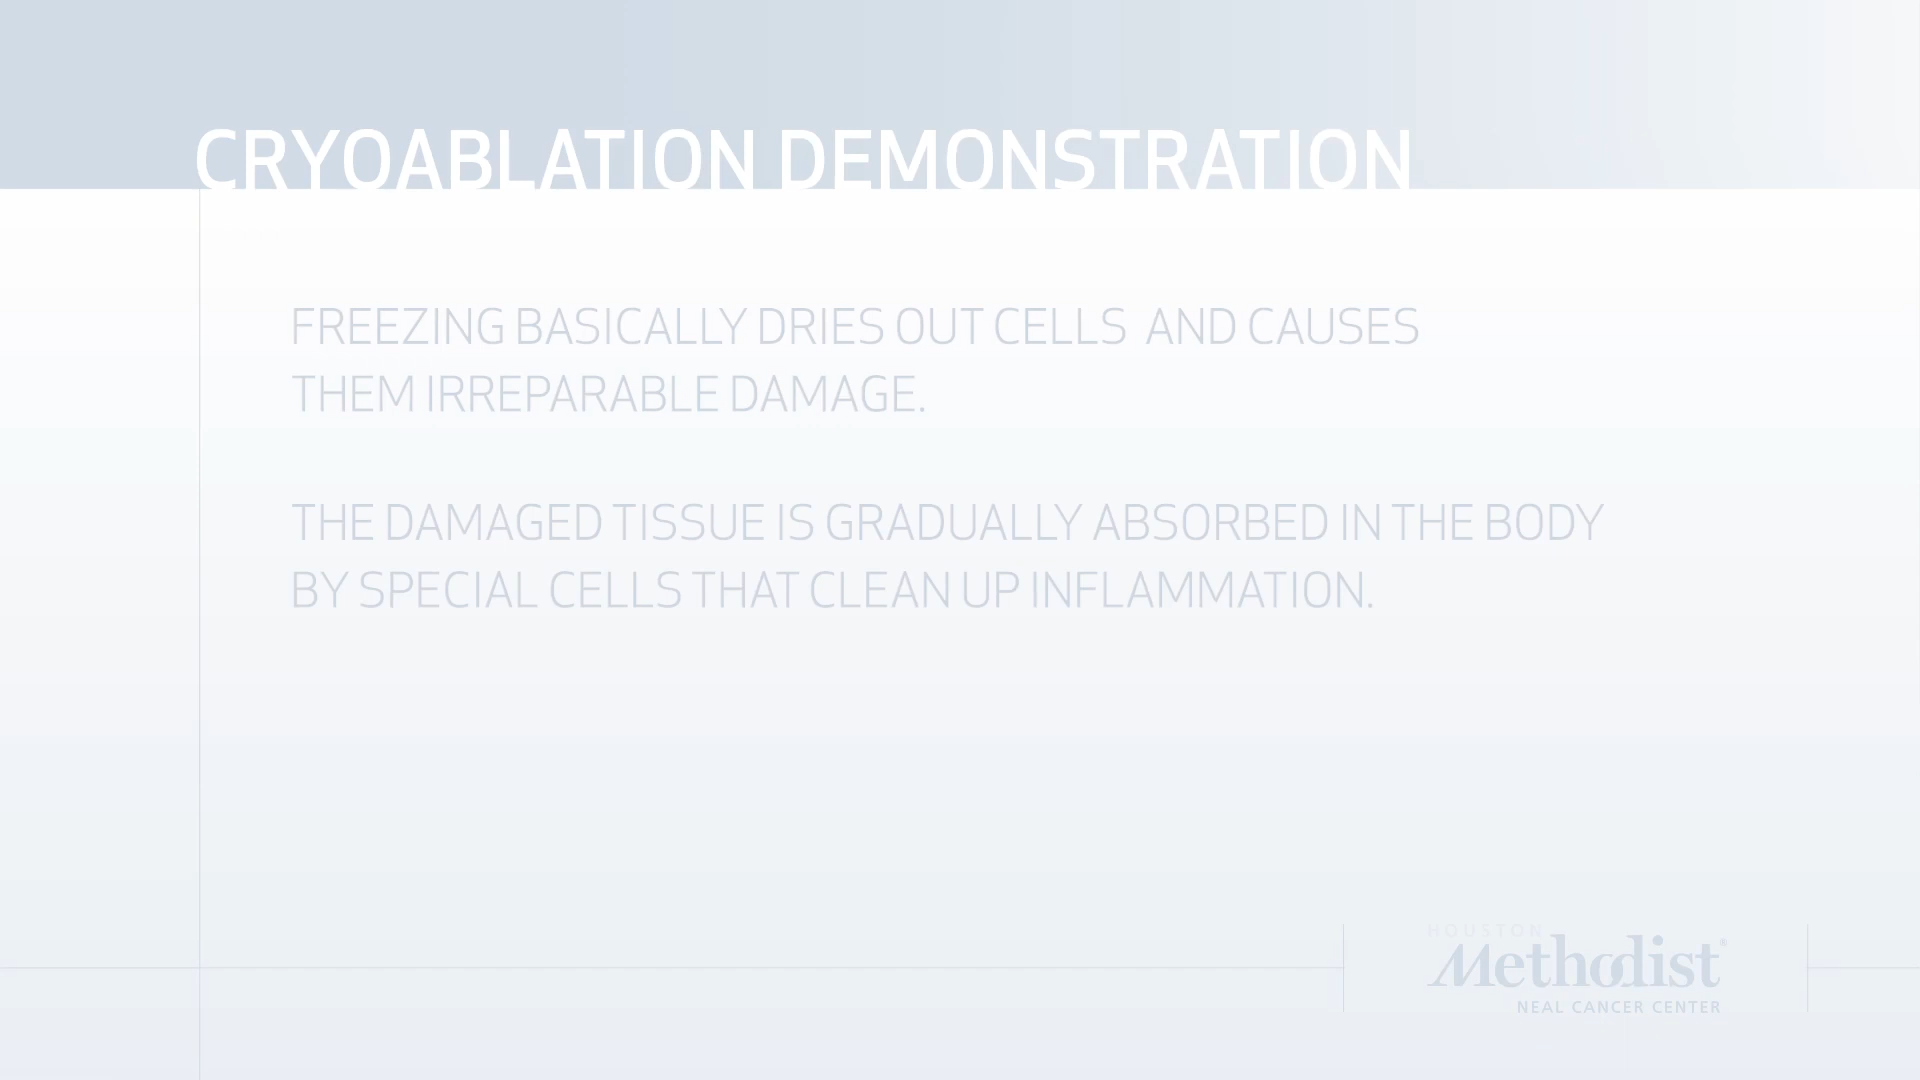 CRYOABLATION DEMONSTRATION
FREEZING BASICALLY DRIES OUT CELLS AND CAUSES
THEM IRREPARABLE DAMAGE.
THE DAMAGED TISSUE IS GRADUALLY ABSORBED IN THE BODY
BY SPECIAL CELLS THAT CLEAN UP INFLAMMATION.
HOUSTON
Methodist®
NEAL CANCER CENTER